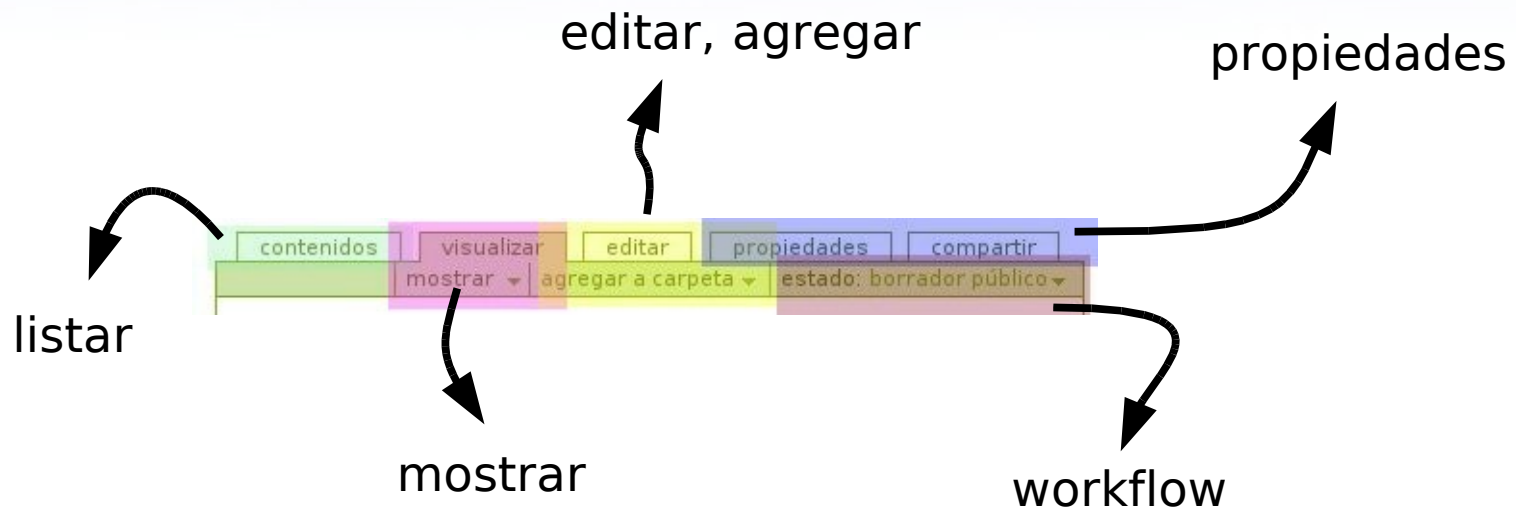 editar, agregar
propiedades
contenidos visualizar editar propiedades compartir
mostrar agregar a carpeta estado: borrador público
listar
mostrar
workflow